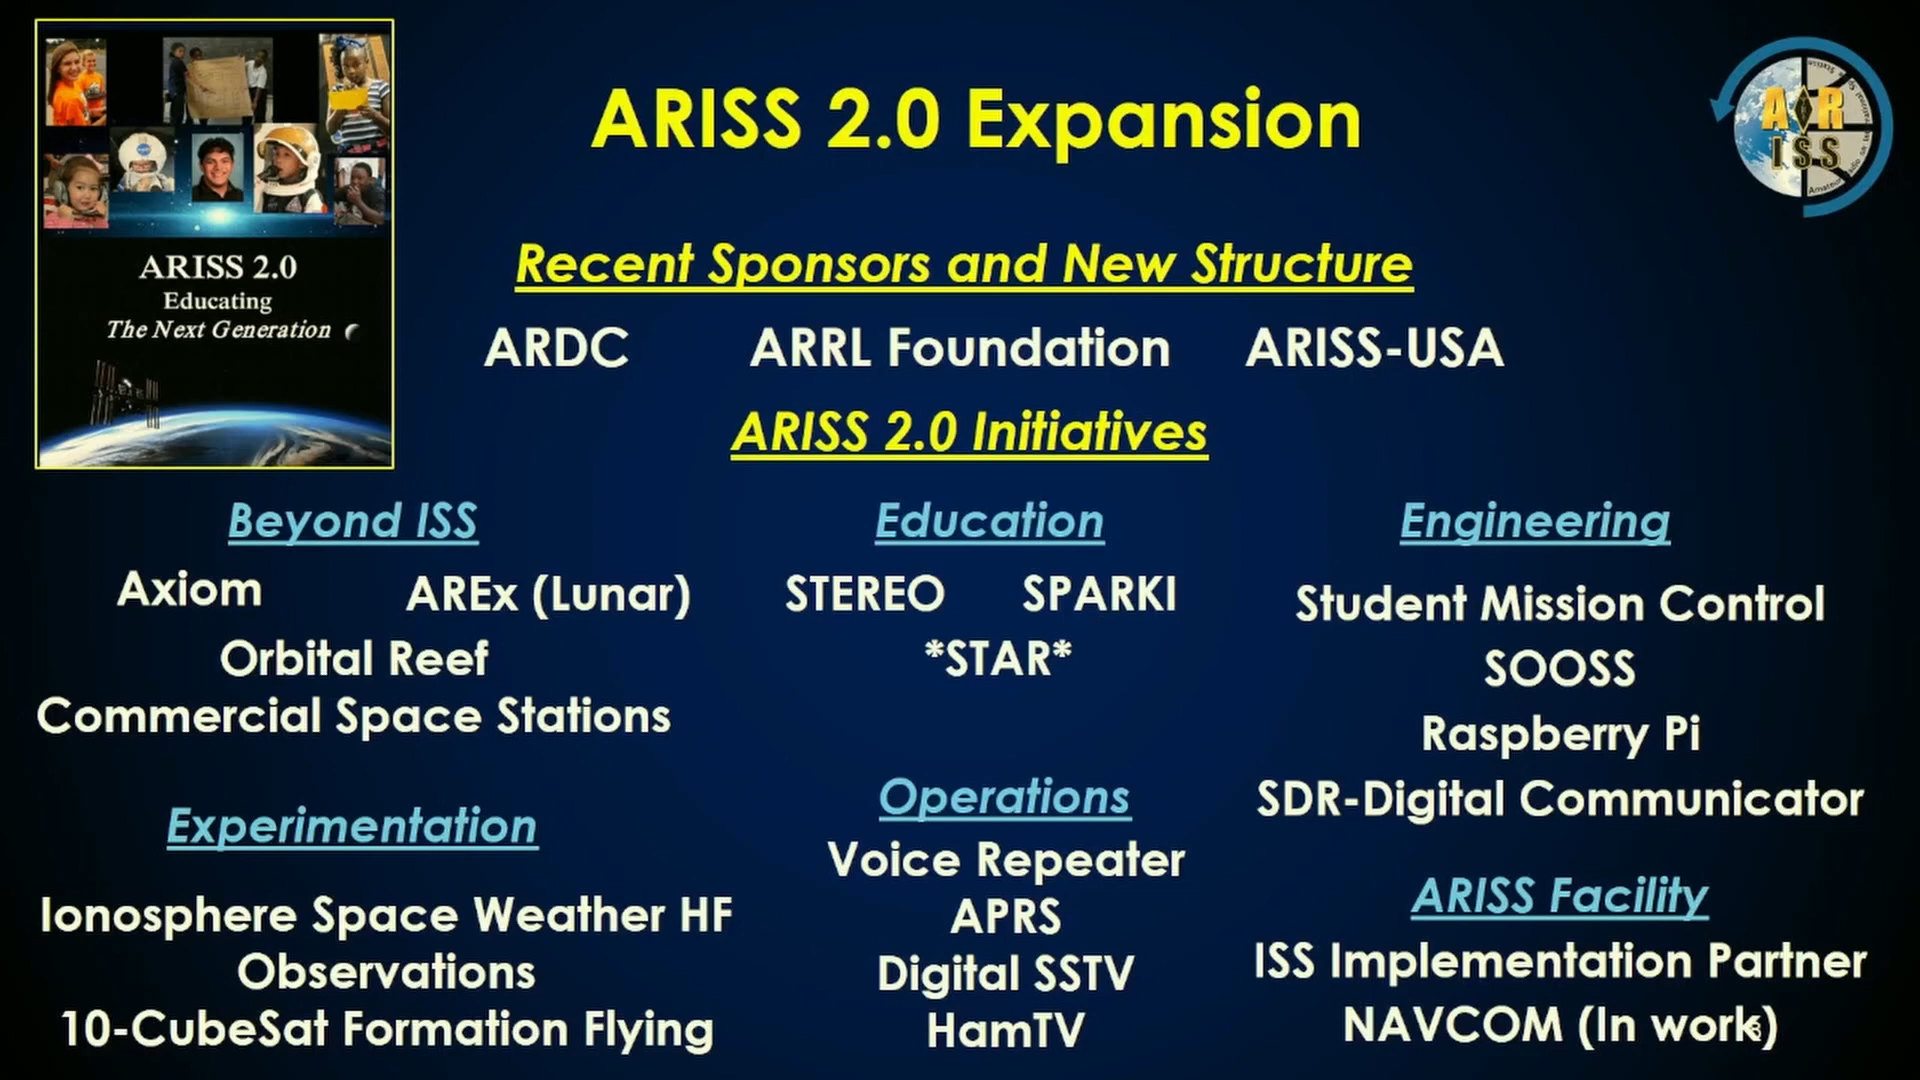 ARISS 2.0 Expansion
A R
ISS
ARISS 2.0
Educating
The Next Generation
Recent Sponsors and New Structure
ARDC ARRL Foundation ARISS-USA
ARISS 2.0 Initiatives
Beyond ISS
Axiom AREx (Lunar)
Orbital Reef
Commercial Space Stations
Experimentation
Ionosphere Space Weather HF
Observations
10-CubeSat Formation Flying
Education
STEREO SPARKI
*STAR*
Operations
Voice Repeater
APRS
Digital SSTV
HamTV
Engineering
Student Mission Control
SOOSS
Raspberry Pi
SDR-Digital Communicator
ARISS Facility
ISS Implementation Partner
NAVCOM (In work)